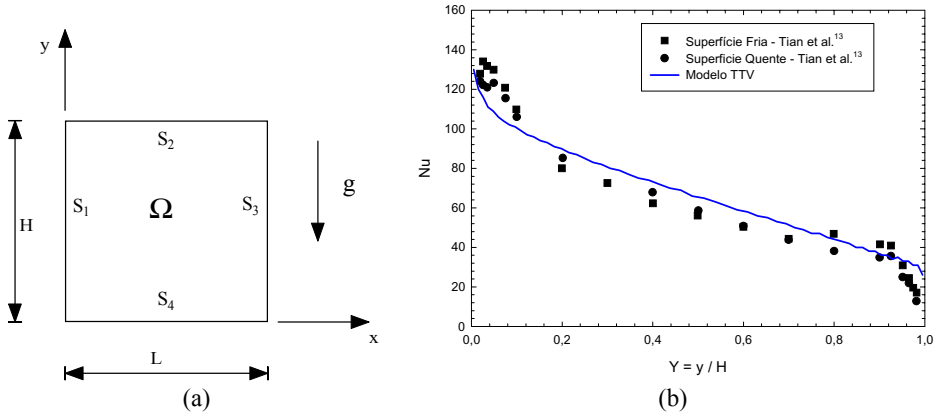 y
S2
g
S1
Ω
S3
H
S4
x
L
(a)
160
140
120
100
80
60
40
20
0
Nu
Superfície Fria - Tian et al.13
Superficie Quente - Tian et al.13
Modelo TTV
0,0 0,2 0,4 0,6 0,8 1,0
Y = y / H
(b)